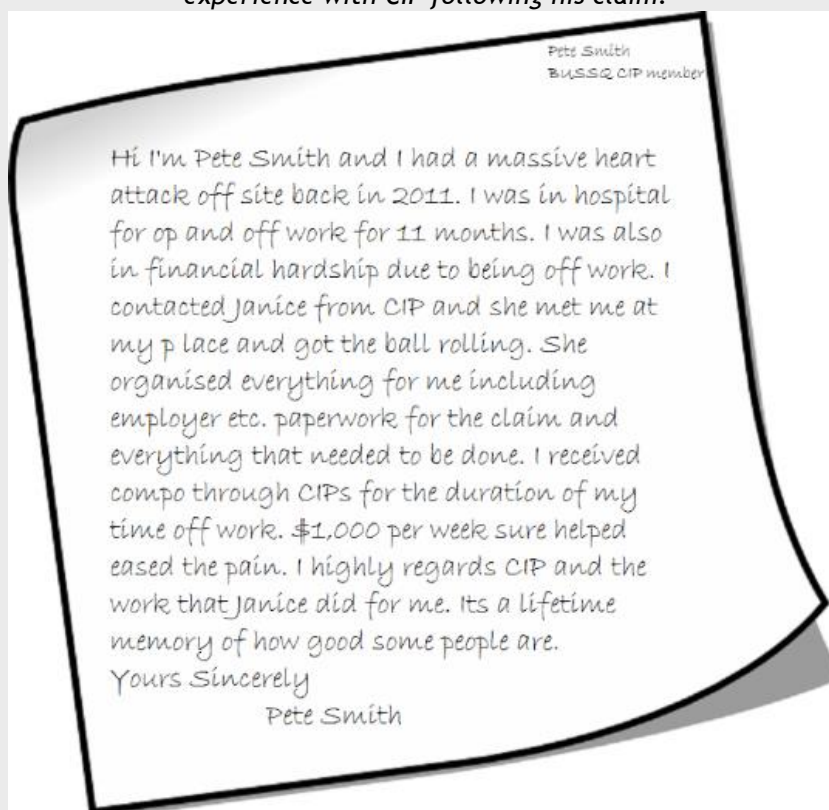 experience with CIP following his claim.
Pete Smith
BUSSQ CIP member
Hi I'm Pete Smith and I had a massive heart
attack off site back in 2011. I was in hospital
for op and off work for 11 months. I was also
in financial hardship due to being off work. I
contacted Janice from CIP and she met me at
my p lace and got the ball rolling. She
organised everything for me including
employer etc. paperwork for the claim and
everything that needed to be done. I received
compo through CIPs for the duration of my
time off work. $1,000 per week sure helped
eased the pain. I highly regards CIP and the
work that Janice did for me. Its a lifetime
memory of how good some people are.
Yours Sincerely
Pete Smith